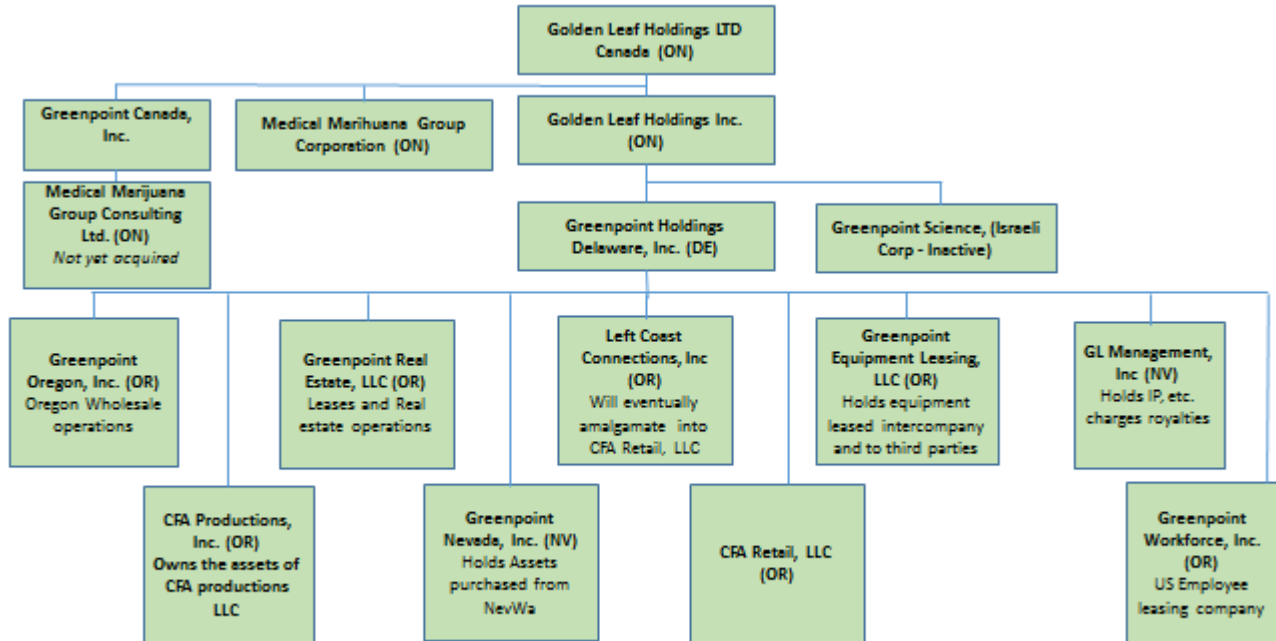 Golden Leaf Holdings LTD
Canada (ON)
Greenpoint Canada,
Inc.
Medical Marihuana Group
Corporation (ON)
Golden Leaf Holdings Inc.
(ON)
Medical Marijuana
Group Consulting
Ltd. (ON)
Not yet acquired
Greenpoint Holdings
Delaware, Inc. (DE)
Greenpoint Science, (Israeli
Corp - Inactive)
Greenpoint
Oregon, Inc. (OR)
Oregon Wholesale
operations
Greenpoint Real
Estate, LLC (OR)
Leases and Real
estate operations
Left Coast
Connections, Inc
(OR)
Will eventually
amalgamate into
CFA Retail, LLC
Greenpoint
Equipment Leasing,
LLC (OR)
Holds equipment
leased intercompany
and to third parties
GL Management,
Inc (NV)
Holds IP, etc.
charges royalties
CFA Productions,
Inc. (OR)
Owns the assets of
CFA productions
LLC
Greenpoint
Nevada, Inc. (NV)
Holds Assets
purchased from
NevWa
CFA Retail, LLC
(OR)
Greenpoint
Workforce, Inc.
(OR)
US Employee
leasing company